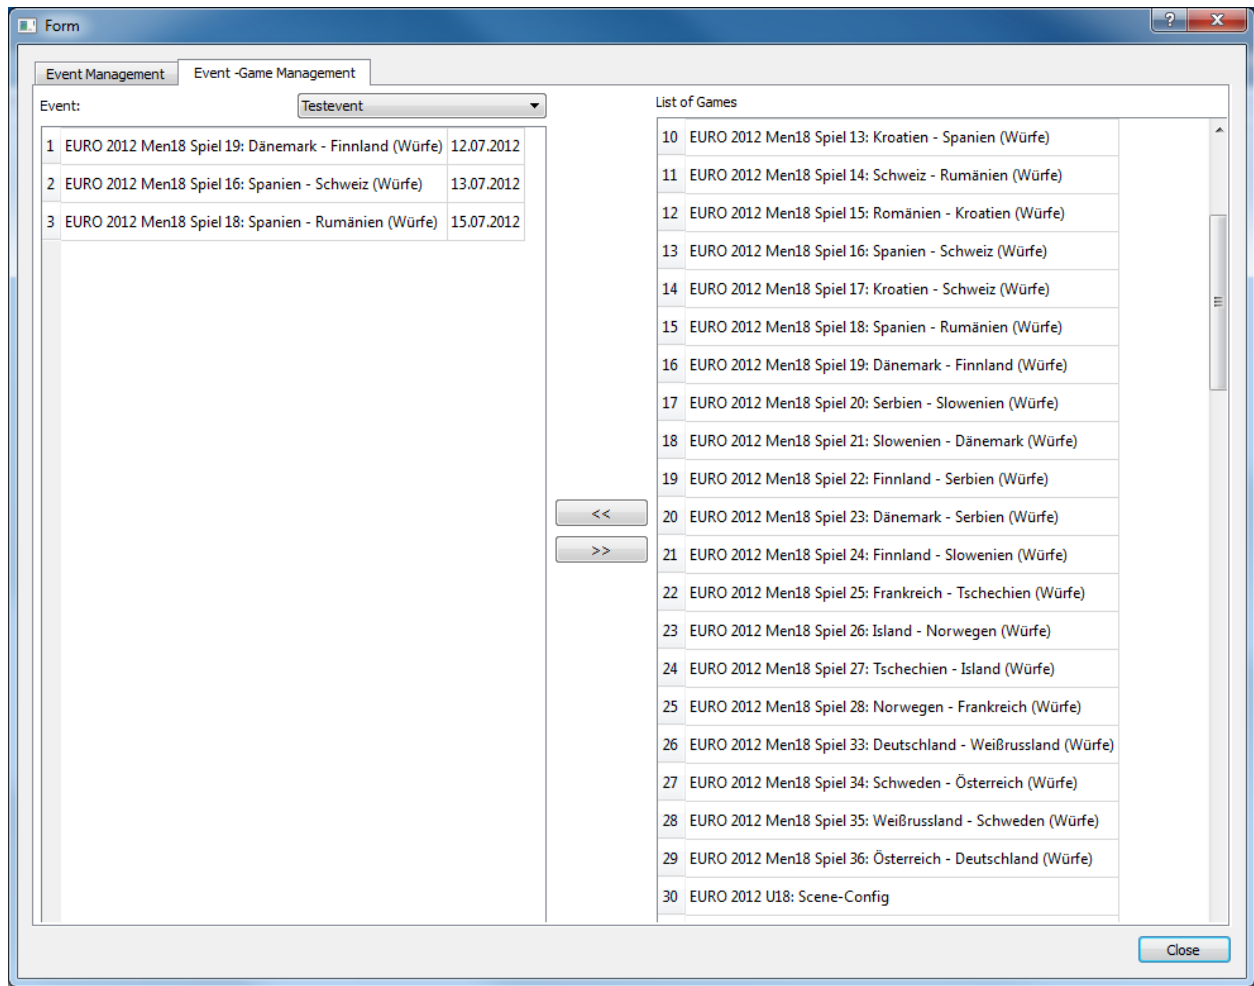 Form
?
X
Event Management
Event -Game Management
Event:
Testevent
1 EURO 2012 Men18 Spiel 19: Dänemark - Finnland (Würfe) 12.07.2012
2 EURO 2012 Men18 Spiel 16: Spanien - Schweiz (Würfe) 13.07.2012
3 EURO 2012 Men18 Spiel 18: Spanien - Rumänien (Würfe) 15.07.2012
<<
>>
List of Games
10 EURO 2012 Men18 Spiel 13: Kroatien - Spanien (Würfe)
11 EURO 2012 Men18 Spiel 14: Schweiz - Rumänien (Würfe)
12 EURO 2012 Men18 Spiel 15: Romänien - Kroatien (Würfe)
13 EURO 2012 Men18 Spiel 16: Spanien - Schweiz (Würfe)
14 EURO 2012 Men18 Spiel 17: Kroatien - Schweiz (Würfe)
15 EURO 2012 Men18 Spiel 18: Spanien - Rumänien (Würfe)
16 EURO 2012 Men18 Spiel 19: Dänemark - Finnland (Würfe)
17 EURO 2012 Men18 Spiel 20: Serbien - Slowenien (Würfe)
18 EURO 2012 Men18 Spiel 21: Slowenien - Dänemark (Würfe)
19 EURO 2012 Men18 Spiel 22: Finnland - Serbien (Würfe)
20 EURO 2012 Men18 Spiel 23: Dänemark - Serbien (Würfe)
21 EURO 2012 Men18 Spiel 24: Finnland - Slowenien (Würfe)
22 EURO 2012 Men18 Spiel 25: Frankreich - Tschechien (Würfe)
23 EURO 2012 Men18 Spiel 26: Island - Norwegen (Würfe)
24 EURO 2012 Men18 Spiel 27: Tschechien - Island (Würfe)
25 EURO 2012 Men18 Spiel 28: Norwegen - Frankreich (Würfe)
26 EURO 2012 Men18 Spiel 33: Deutschland - Weißrussland (Würfe)
27 EURO 2012 Men18 Spiel 34: Schweden - Österreich (Würfe)
28 EURO 2012 Men18 Spiel 35: Weißrussland - Schweden (Würfe)
29 EURO 2012 Men18 Spiel 36: Österreich - Deutschland (Würfe)
30 EURO 2012 U18: Scene-Config
Close